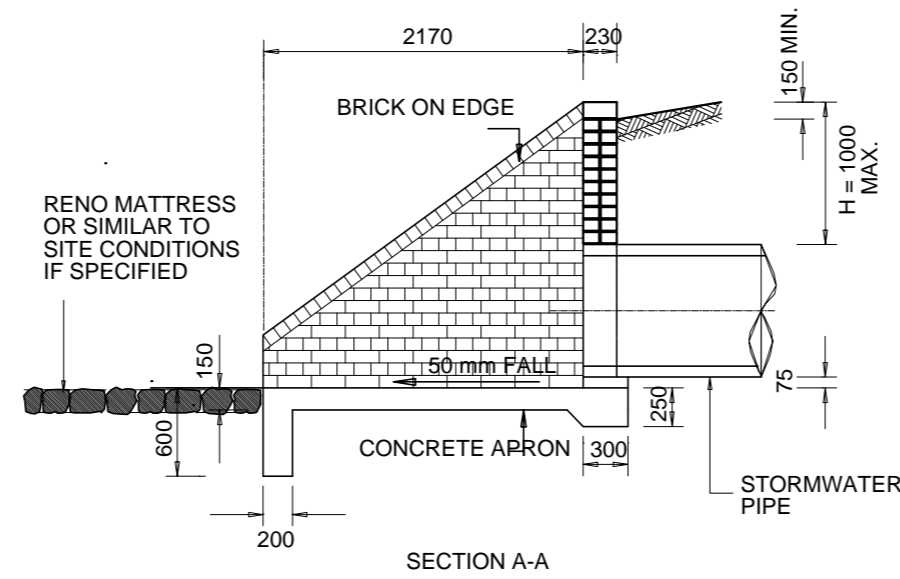 2170
230
150 MIN.
BRICK ON EDGE
H = 1000
MAX.
RENO MATTRESS
OR SIMILAR TO
SITE CONDITIONS
IF SPECIFIED
150
50 mm FALL
75
250
600
CONCRETE APRON
300
STORMWATER
PIPE
200
SECTION A-A